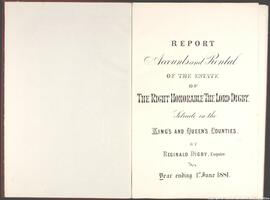 REPORT
Accounts and Rental
OF THE ESTATE
OF
THE RIGHT HONORABLE THE LORD DIGBY,
Situate in the
KING'S AND QUEEN'S COUNTIES,
BY
REGINALD DIGBY, Esquire
Year ending 1st June 1881.